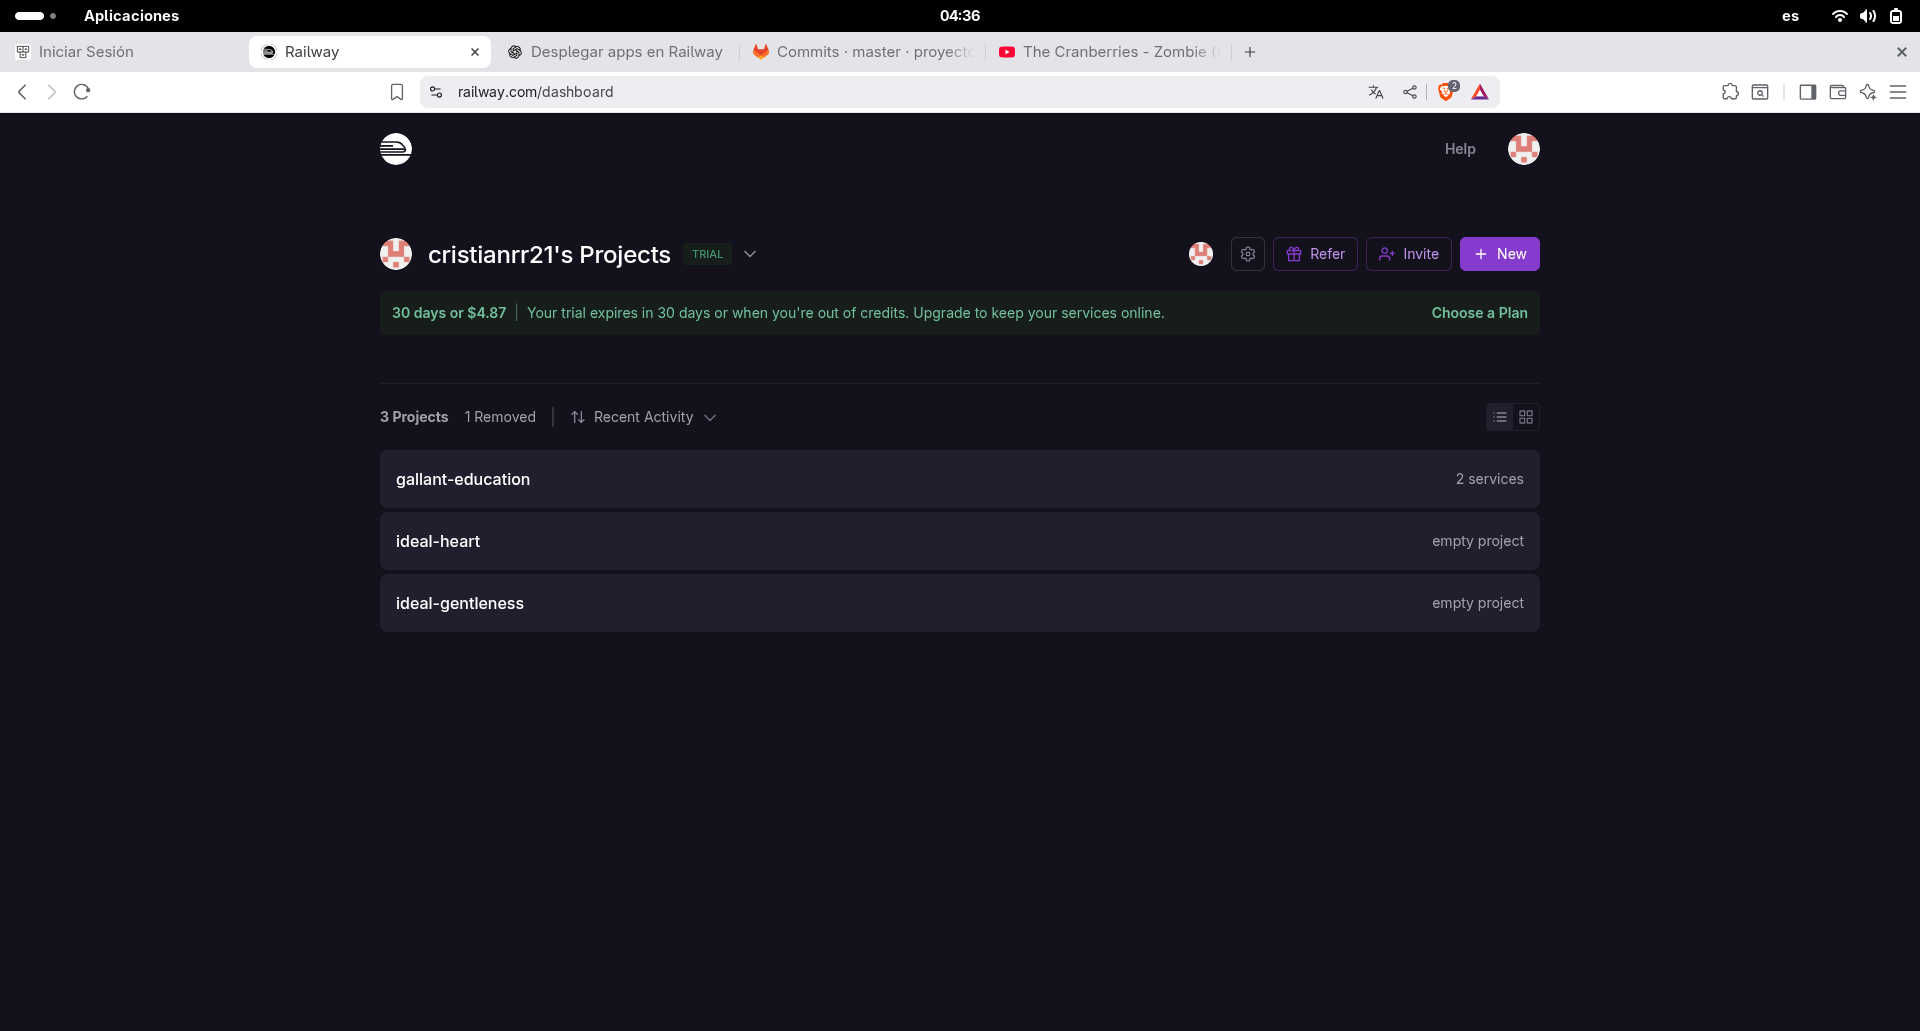 Aplicaciones
04:36
es
Iniciar Sesión
Railway
Desplegar apps en Railway
Commits · master · proyecto
The Cranberries - Zombie (
railway.com/dashboard
2
Help
cristianrr21's Projects
TRIAL
Refer
Invite
New
30 days or $4.87
Your trial expires in 30 days or when you're out of credits. Upgrade to keep your services online.
Choose a Plan
3 Projects
1 Removed
Recent Activity
gallant-education
2 services
ideal-heart
empty project
ideal-gentleness
empty project